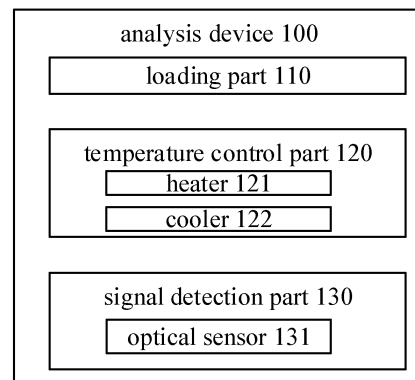 analysis device 100
loading part 110
temperature control part 120
heater 121
cooler 122
signal detection part 130
optical sensor 131